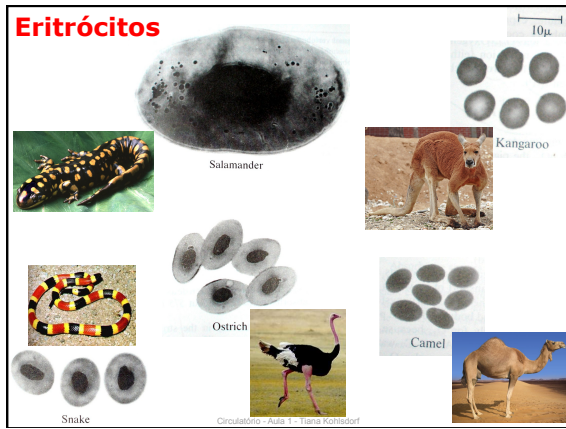 Eritrócitos
10μ
Kangaroo
Salamander
Ostrich
Camel
Snake
Circulatório - Aula 1 - Tiana Kohlsdorf